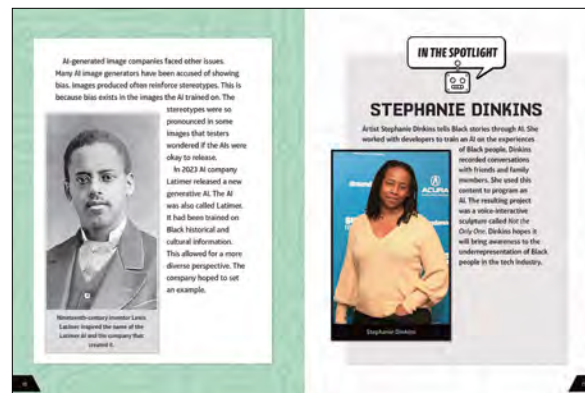 AI-generated image companies faced other issues.
Many AI image generators have been accused of showing
bias. Images produced often reinforce stereotypes. This is
because bias exists in the images the AI trained on. The
stereotypes were so
pronounced in some
images that testers
wondered if the AIs were
okay to release.
In 2023 AI company
Latimer released a new
generative AI. The AI
was also called Latimer.
It had been trained on
Black historical and
cultural information.
This allowed for a more
diverse perspective. The
company hoped to set
an example.
Nineteenth-century inventor Lewis
Latimer inspired the name of the
Latimer AI and the company that
created it.
IN THE SPOTLIGHT
STEPHANIE DINKINS
Artist Stephanie Dinkins tells Black stories through AI. She
worked with developers to train an AI on the experiences
of Black people. Dinkins
recorded conversations
with friends and family
members. She used this
content to program an
AI. The resulting project
was a voice-interactive
sculpture called Not the
Only One. Dinkins hopes it
will bring awareness to the
underrepresentation of Black
people in the tech industry.
ACURA
Stephanie Dinkins